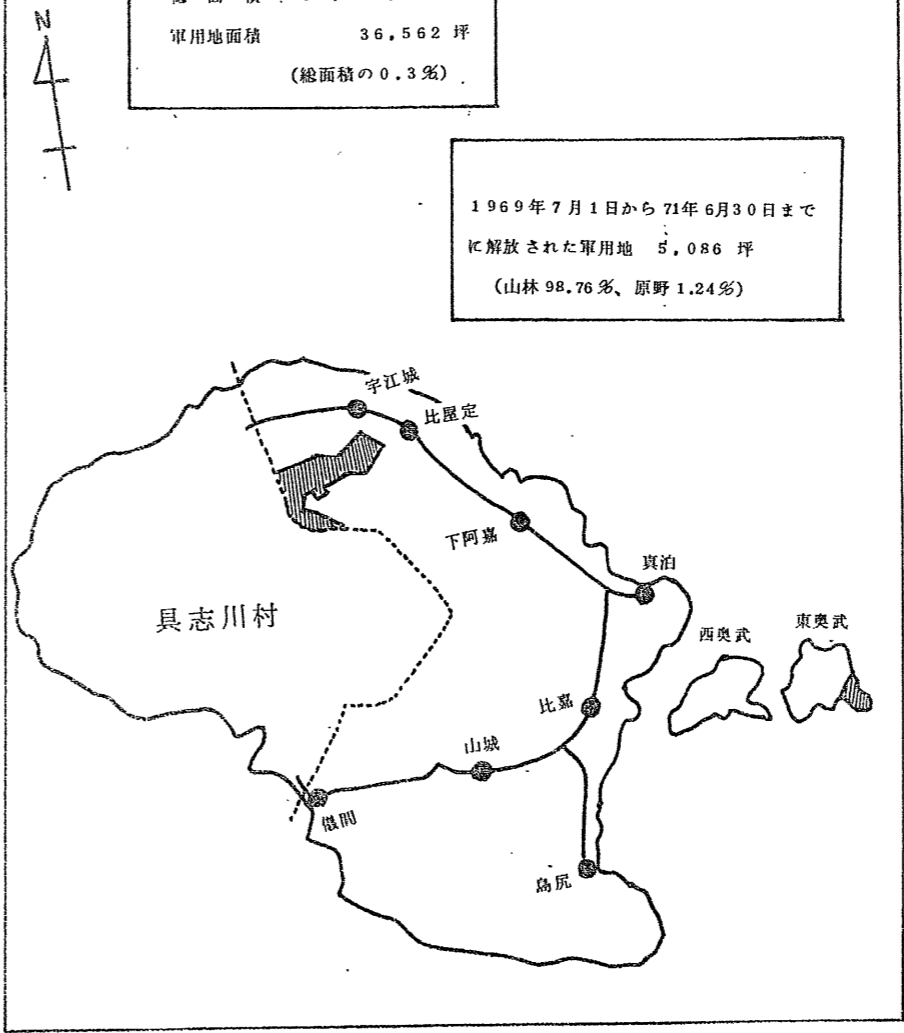 N
軍用地面積 36,562 坪
(総面積の0.3%)
1969年7月1日から71年6月30日まで
に解放された軍用地 5,086 坪
(山林98.76%、原野1.24%)
宇江城
比屋定
下阿嘉
真泊
具志川村
西奥武
東奥武
比嘉
山城
儀間
島尻